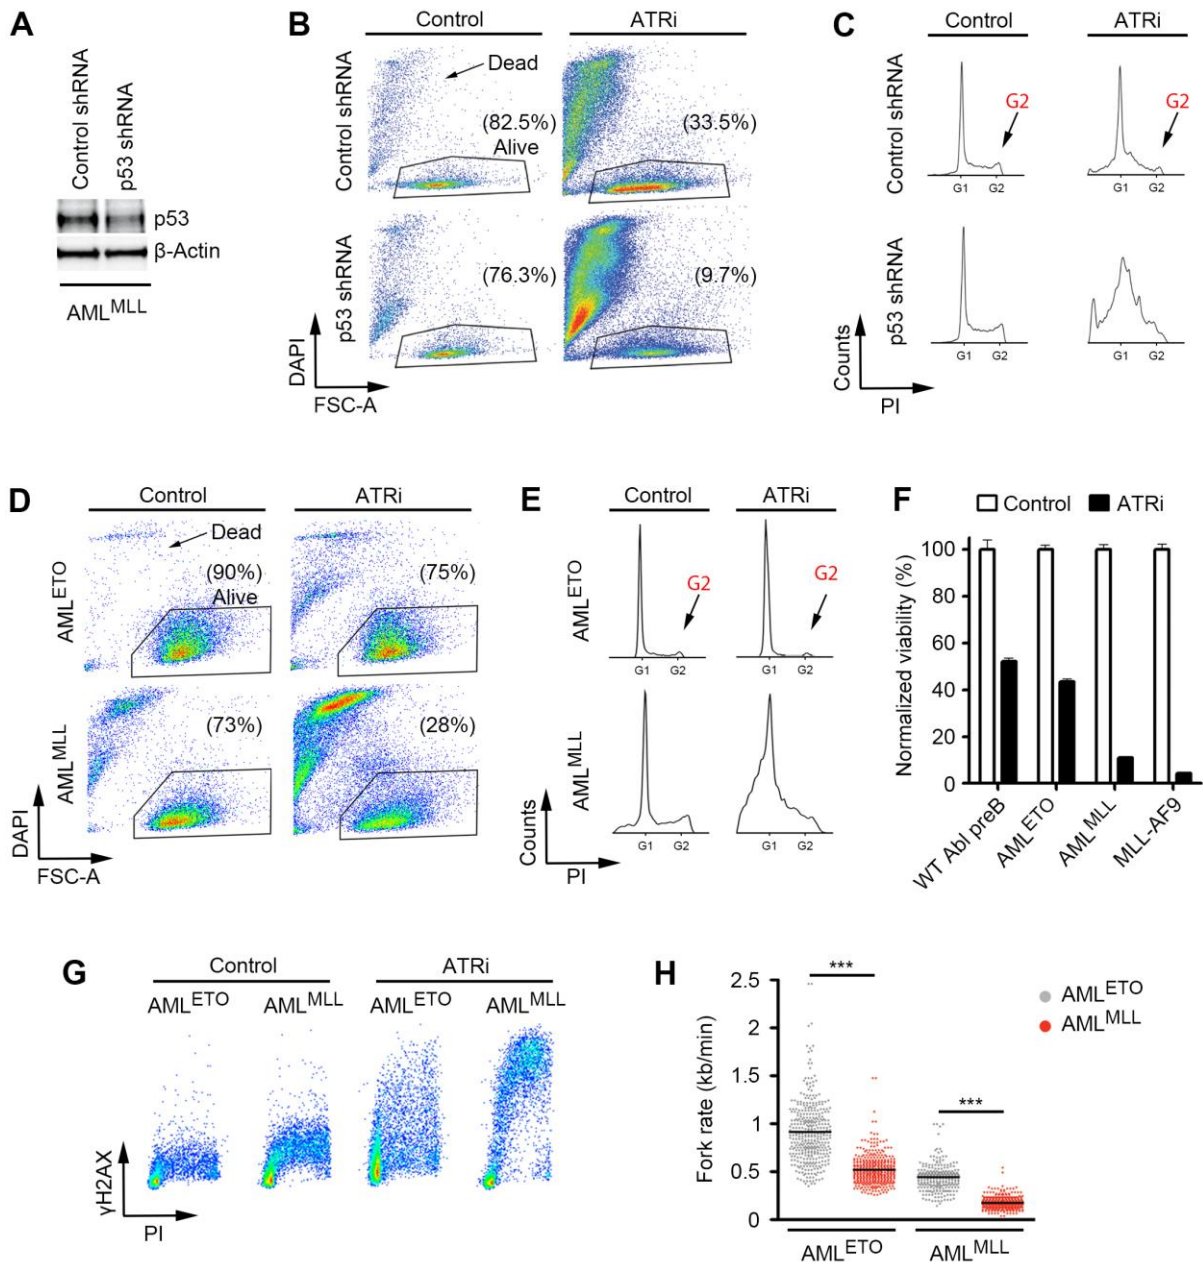 A
Control shRNA
p53 shRNA
p53
β-Actin
AML^MLL
B
Control
ATRi
Control shRNA
p53 shRNA
Dead
(82.5%)
Alive
(33.5%)
(76.3%)
(9.7%)
DAPI
FSC-A
C
Control
ATRi
Control shRNA
p53 shRNA
G2
G2
G1 G2
G1 G2
G1 G2
G1 G2
Counts
PI
D
Control
ATRi
AML^ETO
AML^MLL
Dead
(90%)
Alive
(75%)
(73%)
(28%)
DAPI
FSC-A
E
Control
ATRi
AML^ETO
AML^MLL
G2
G2
G1 G2
G1 G2
G1 G2
G1 G2
Counts
PI
F
Control ATRi
Normalized viability (%)
100
80
60
40
20
0
WT Abl preB
AML^ETO
AML^MLL
MLL-AF9
G
Control
ATRi
AML^ETO AML^MLL AML^ETO AML^MLL
γH2AX
PI
H
Fork rate (kb/min)
2.5
2
1.5
1
0.5
0
***
***
AML^ETO
AML^MLL
AML^ETO AML^MLL